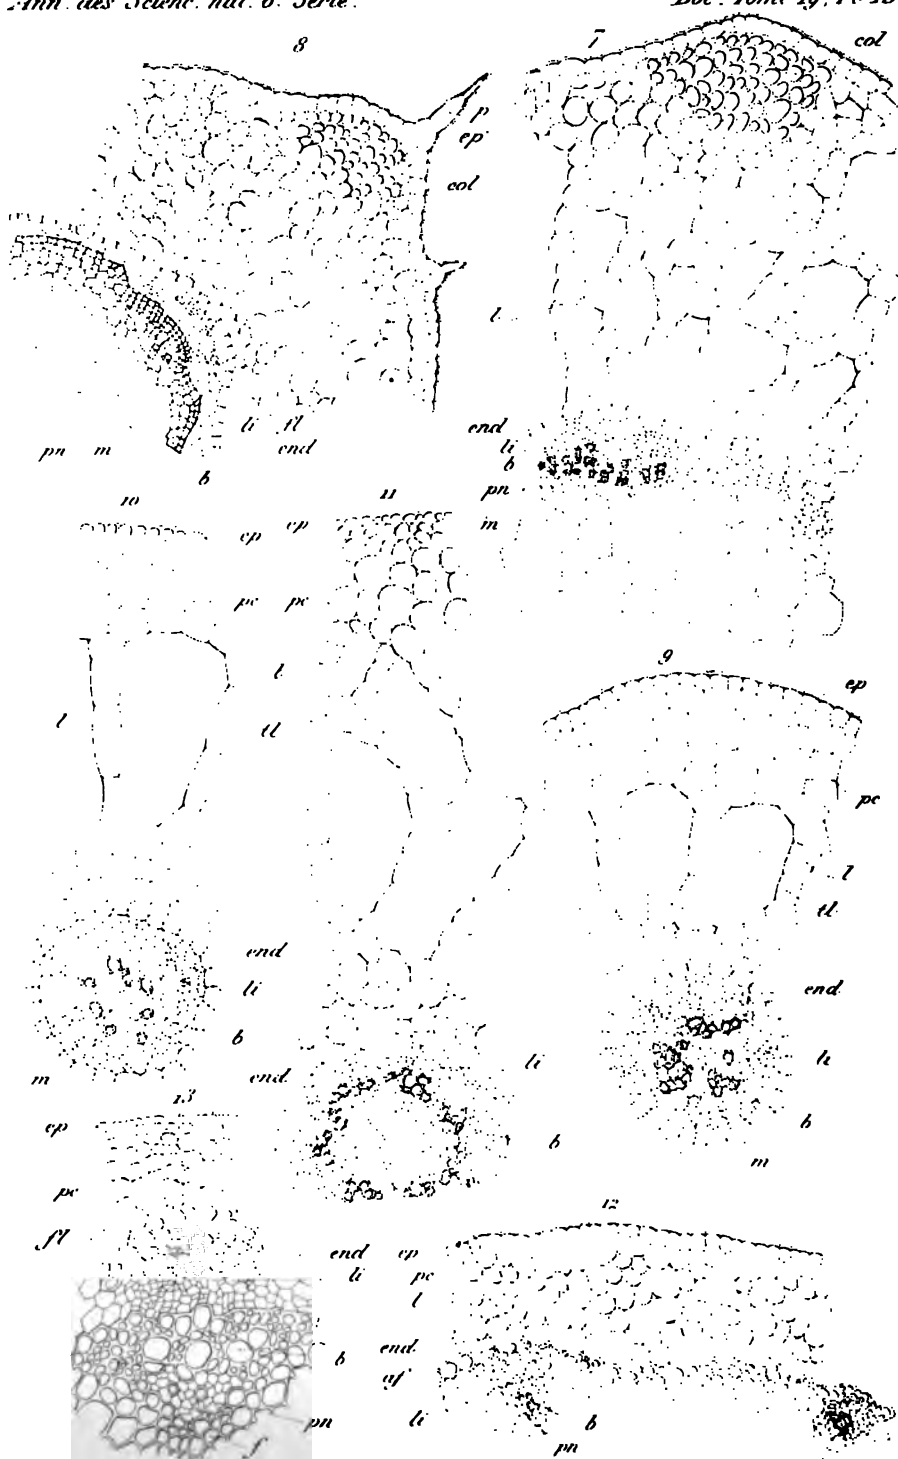 Ann. des Scienc. nat. 6.e Série.
Bot. Tome 19, Pl. 13
8
7
col
p
ep
col
l
li fl
end
pn m
b
end
li
b
pn
m
10
ep
pc
l
11
ep
pc
l
tl
9
ep
pc
l
tl
end
li
b
m
end
li
b
m
end
li
b
13
ep
pc
fl
end
li
b
pn
f
12
ep
pc
l
end
af
li
b
pn